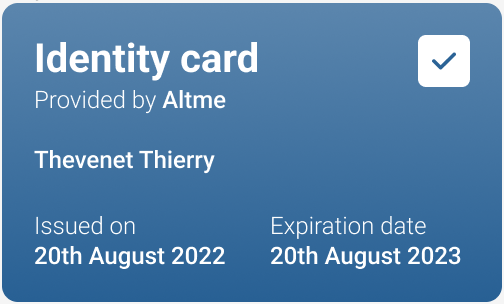 Identity card
Provided by Altme
Thevenet Thierry
Issued on
20th August 2022
Expiration date
20th August 2023